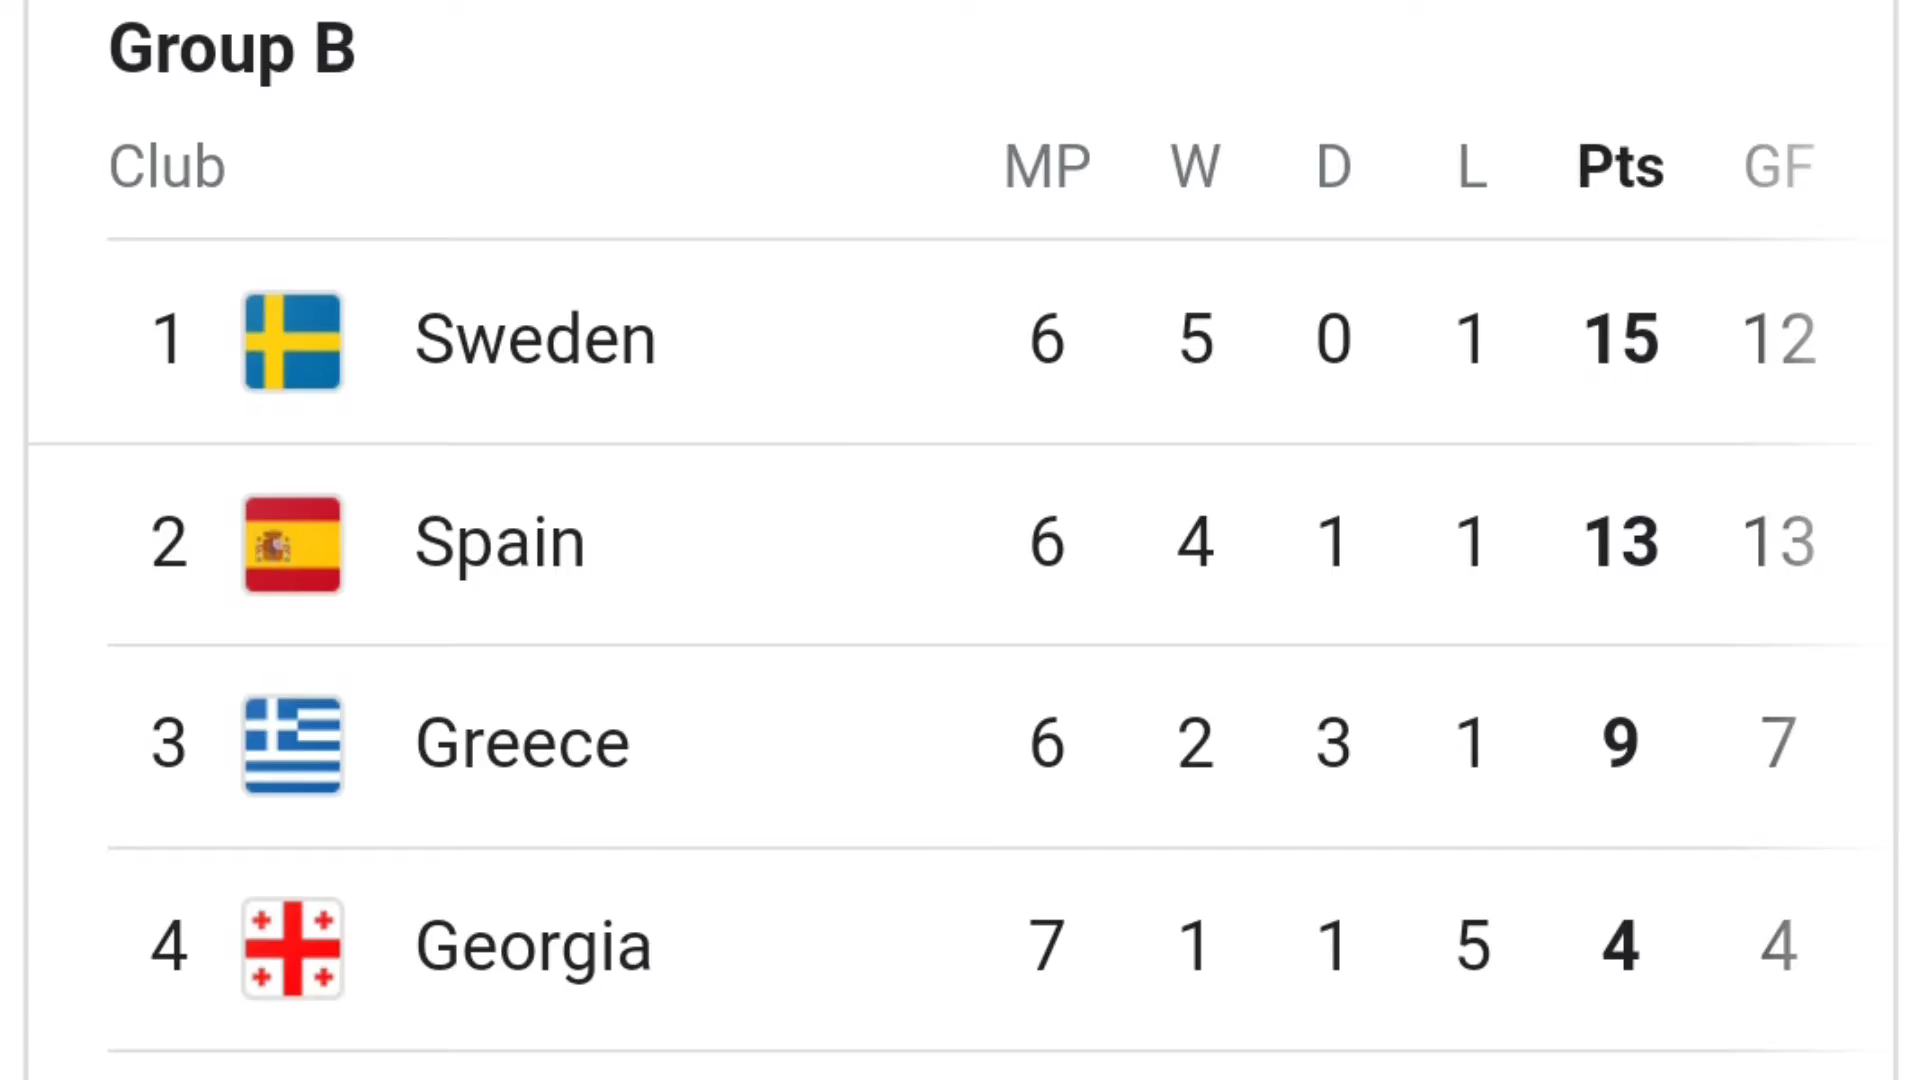 Group B
Club MP W D L Pts GF
1 Sweden 6 5 0 1 15 12
2 Spain 6 4 1 1 13 13
3 Greece 6 2 3 1 9 7
4 Georgia 7 1 1 5 4 4